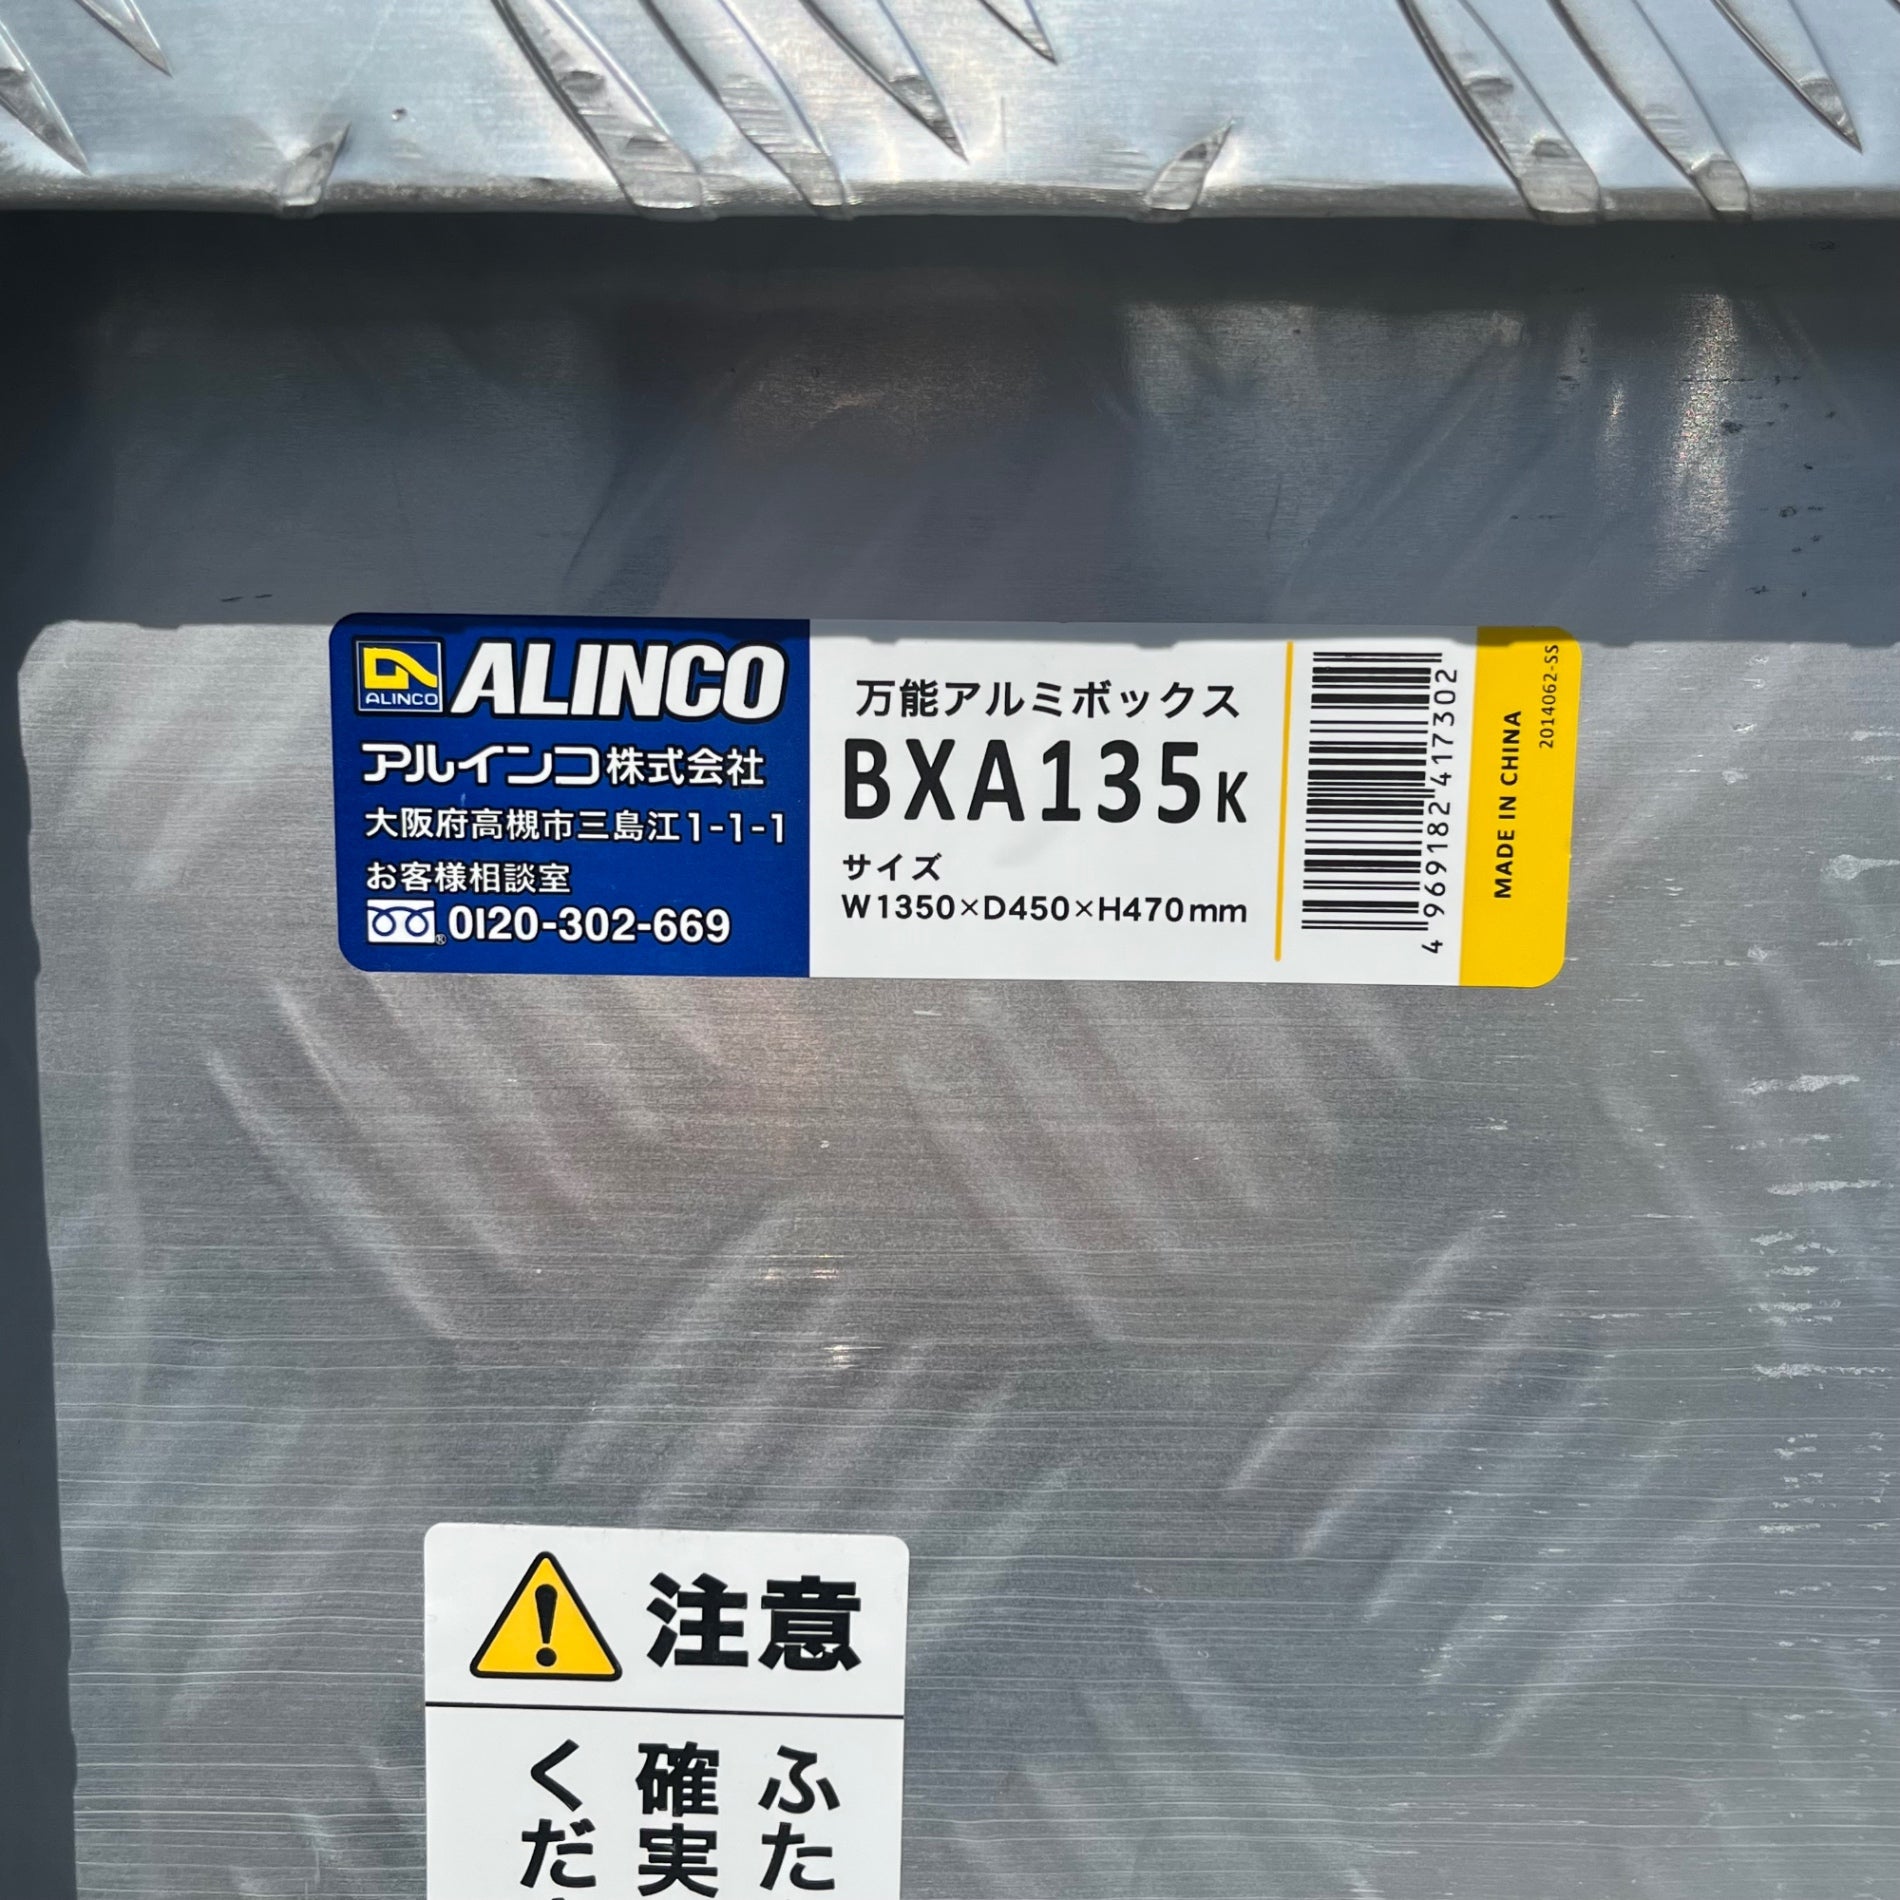 ALINCO
ALINCO
アルインコ株式会社
大阪府高槻市三島江1-1-1
お客様相談室
0120-302-669
万能アルミボックス
BXA135K
サイズ
W1350×D450×H470mm
4969182417302
MADE IN CHINA
2014062-SS
注意
ふた
確実
くだ